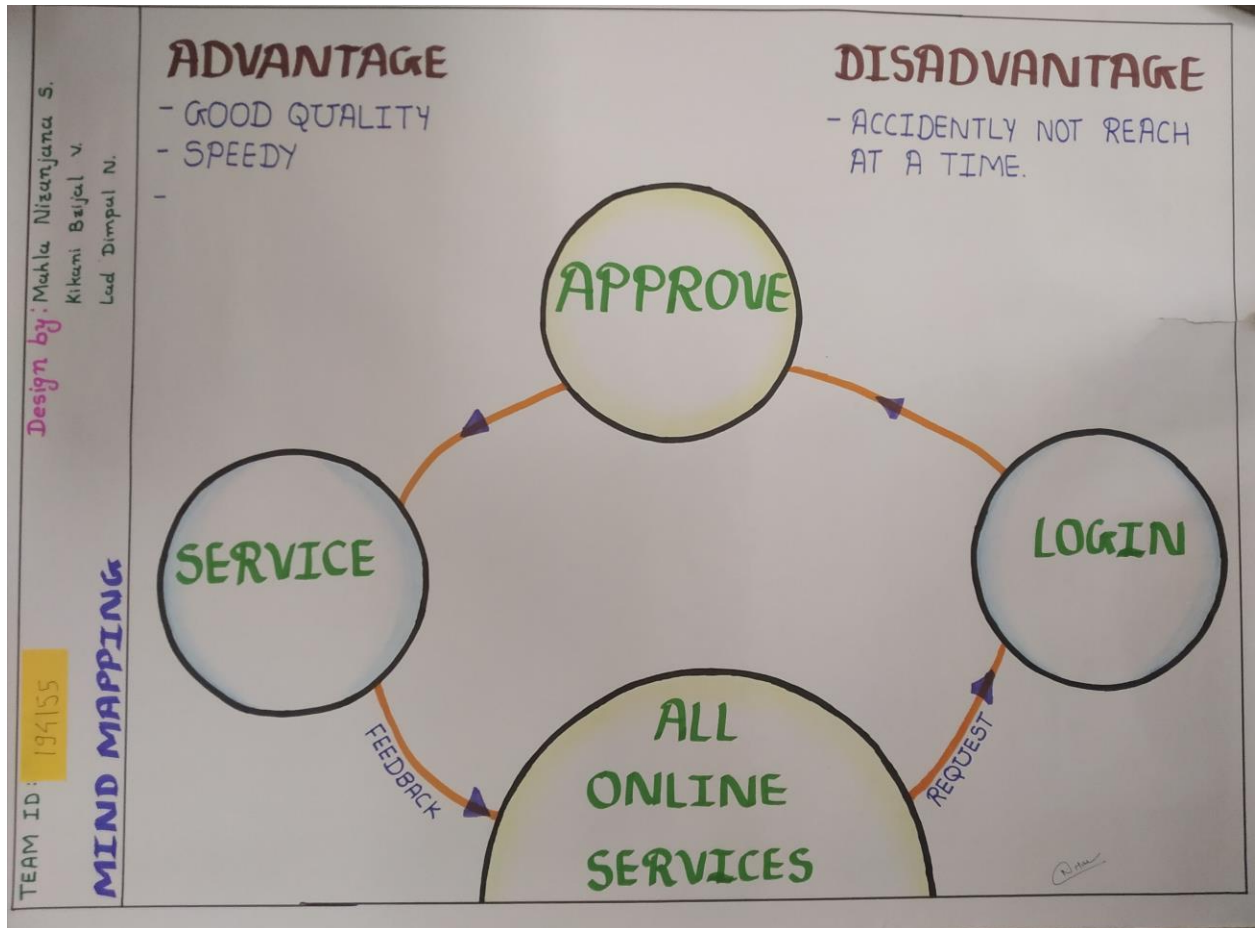 ADVANTAGE
- GOOD QUALITY
- SPEEDY
-
DISADVANTAGE
- ACCIDENTLY NOT REACH
AT A TIME.
APPROVE
SERVICE
LOGIN
FEEDBACK
REQUEST
ALL
ONLINE
SERVICES
TEAM ID: 194155
Design by: Mahla Niranjana S.
Kikani Brijal V.
Lad Dimpul N.
MIND MAPPING